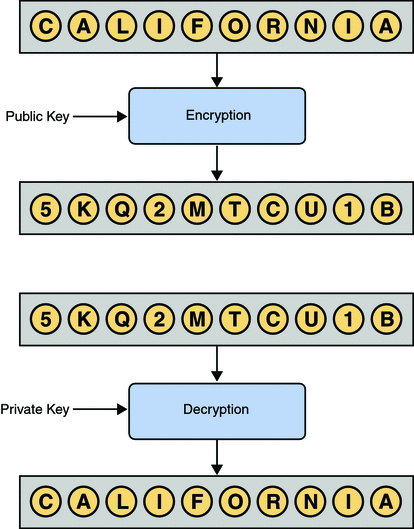 C A L I F O R N I A
Public Key
Encryption
5 K Q 2 M T C U 1 B
5 K Q 2 M T C U 1 B
Private Key
Decryption
C A L I F O R N I A